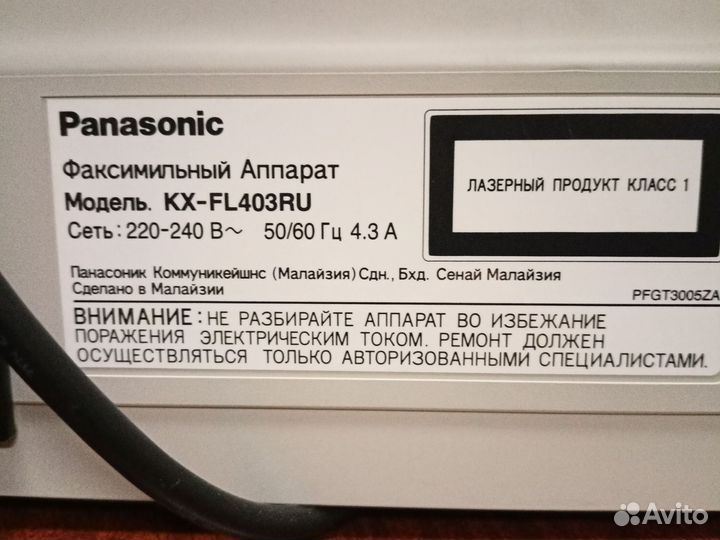 Panasonic
Факсимильный Аппарат
Модель. KX-FL403RU
Сеть: 220-240 В~ 50/60 Гц 4.3 А
ЛАЗЕРНЫЙ ПРОДУКТ КЛАСС 1
Панасоник Коммуникейшнс (Малайзия) Сдн., Бхд. Сенай Малайзия
Сделано в Малайзии
PFGT3005ZA
ВНИМАНИЕ: НЕ РАЗБИРАЙТЕ АППАРАТ ВО ИЗБЕЖАНИЕ
ПОРАЖЕНИЯ ЭЛЕКТРИЧЕСКИМ ТОКОМ. РЕМОНТ ДОЛЖЕН
ОСУЩЕСТВЛЯТЬСЯ ТОЛЬКО АВТОРИЗОВАННЫМИ СПЕЦИАЛИСТАМИ.
Avito